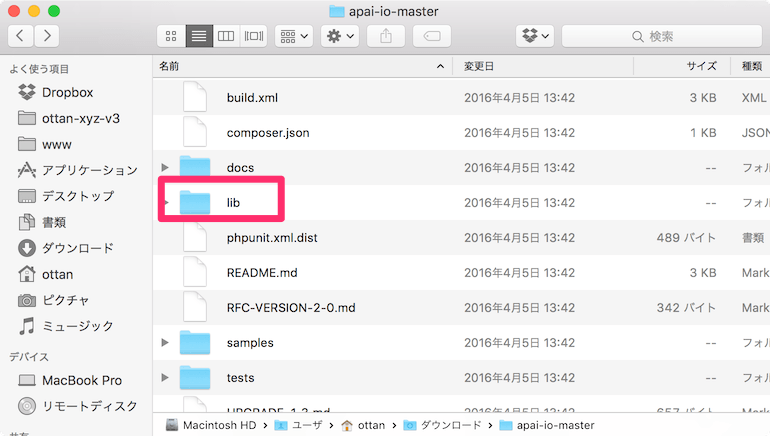 apai-io-master
検索
よく使う項目
Dropbox
ottan-xyz-v3
www
アプリケーション
デスクトップ
書類
ダウンロード
ottan
ピクチャ
ミュージック
デバイス
MacBook Pro
リモートディスク
名前 変更日 サイズ 種類
build.xml 2016年4月5日 13:42 3 KB XML
composer.json 2016年4月5日 13:42 1 KB JSON
docs 2016年4月5日 13:42 -- フォル
lib 2016年4月5日 13:42 -- フォル
phpunit.xml.dist 2016年4月5日 13:42 489 バイト 書類
README.md 2016年4月5日 13:42 3 KB Mark
RFC-VERSION-2-0.md 2016年4月5日 13:42 342 バイト Mark
samples 2016年4月5日 13:42 -- フォル
tests 2016年4月5日 13:42 -- フォル
UPGRADE-1.3.md 2016年4月5日 13:42 657 バイト Mark
Macintosh HD › ユーザ › ottan › ダウンロード › apai-io-master